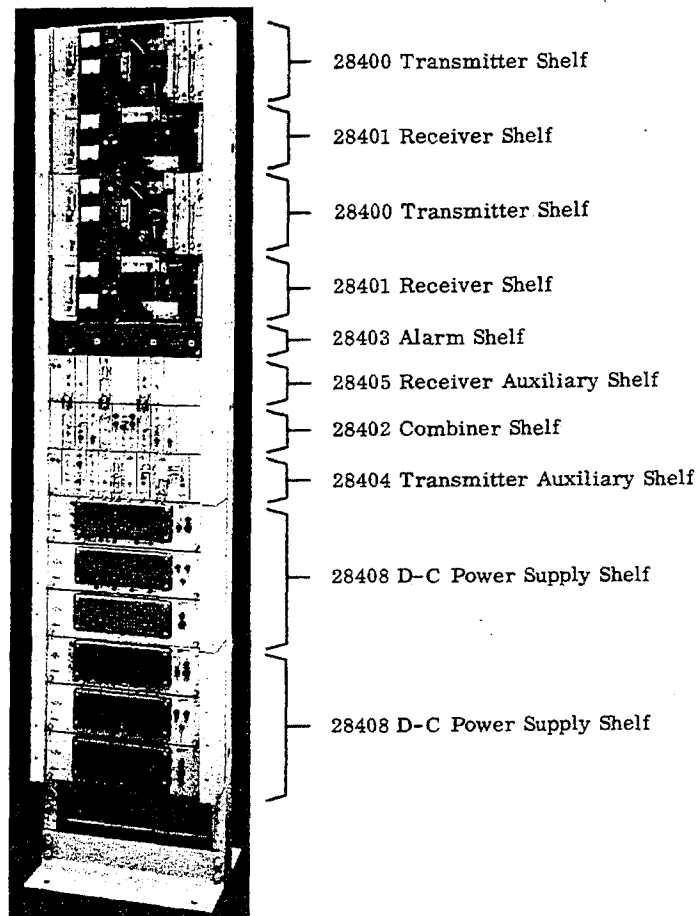 28400 Transmitter Shelf
28401 Receiver Shelf
28400 Transmitter Shelf
28401 Receiver Shelf
28403 Alarm Shelf
28405 Receiver Auxiliary Shelf
28402 Combiner Shelf
28404 Transmitter Auxiliary Shelf
28408 D-C Power Supply Shelf
28408 D-C Power Supply Shelf